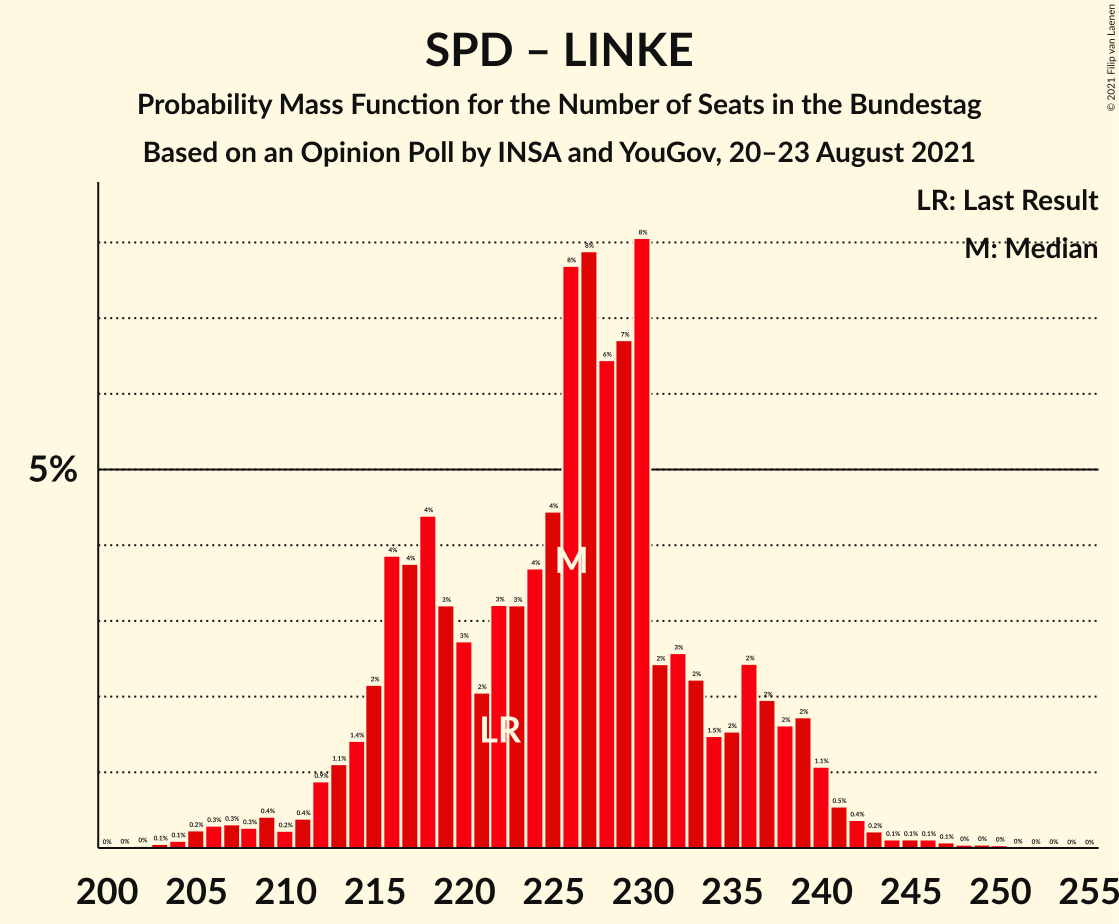 SPD – LINKE
Probability Mass Function for the Number of Seats in the Bundestag
Based on an Opinion Poll by INSA and YouGov, 20–23 August 2021
© 2021 Filip van Laenen
LR: Last Result
M: Median
5%
0% 0% 0% 0.1% 0.1% 0.2% 0.3% 0.3% 0.3% 0.4% 0.2% 0.4% 0.9% 1.1% 1.4% 2% 4% 4% 4% 3% 3% 2% 3% 3% 4% 4% 8% 8% 6% 7% 8% 2% 3% 2% 1.5% 2% 2% 2% 2% 2% 1.1% 0.5% 0.4% 0.2% 0.1% 0.1% 0.1% 0.1% 0% 0% 0% 0% 0% 0% 0% 0%
M
LR
200 205 210 215 220 225 230 235 240 245 250 255